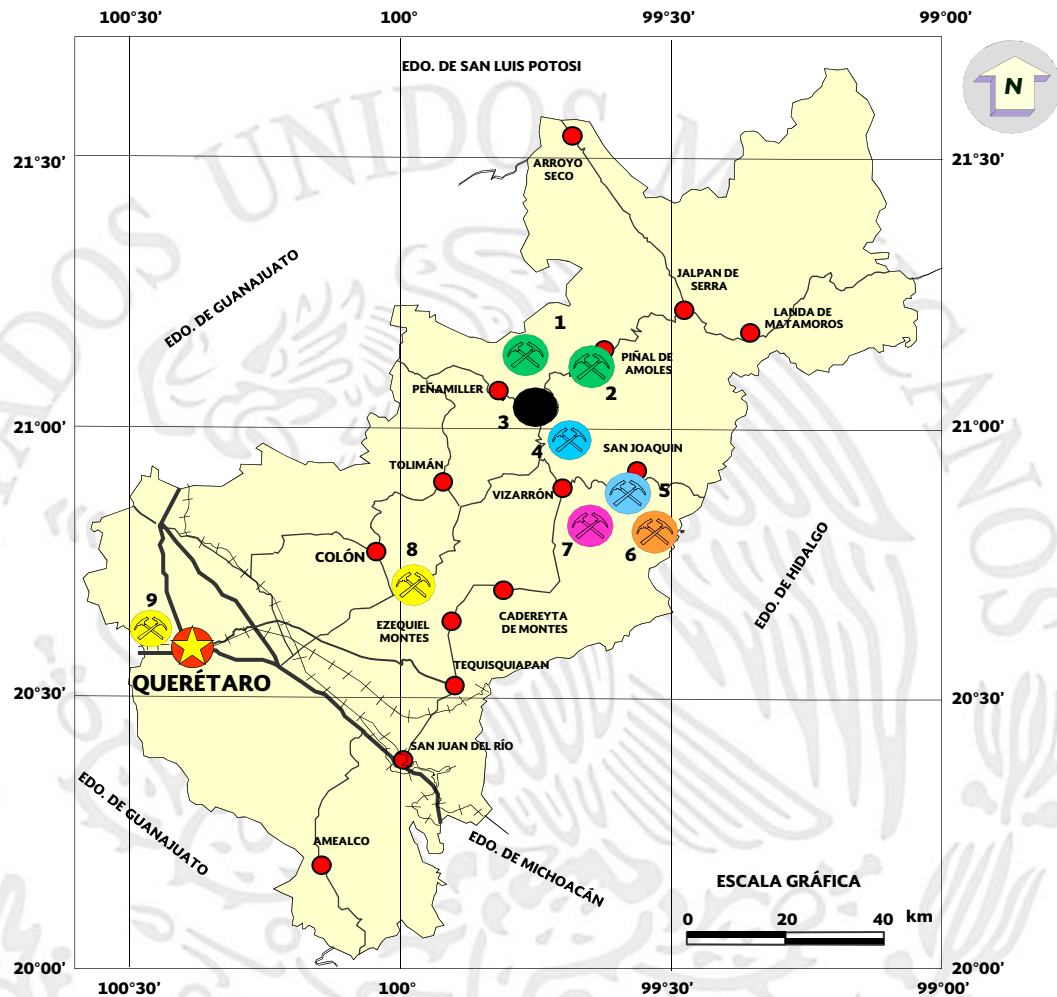 100°30’
100°
99°30’
99°00’
EDO. DE SAN LUIS POTOSI
N
ESTADOS UNIDOS MEXICANOS
21°30’
21°30’
ARROYO
SECO
EDO. DE GUANAJUATO
JALPAN DE
SERRA
LANDA DE
MATAMOROS
1
PIÑAL DE
AMOLES
PEÑAMILLER
2
3
21°00’
21°00’
4
SAN JOAQUIN
TOLIMÁN
VIZARRÓN
5
7
6
COLÓN
8
EDO. DE HIDALGO
9
EZEQUIEL
MONTES
CADEREYTA
DE MONTES
TEQUISQUIAPAN
QUERÉTARO
20°30’
20°30’
SAN JUAN DEL RÍO
EDO. DE GUANAJUATO
AMEALCO
EDO. DE MICHOACÁN
ESCALA GRÁFICA
0
20
40
km
20°00’
20°00’
100°30’
100°
99°30’
99°00’